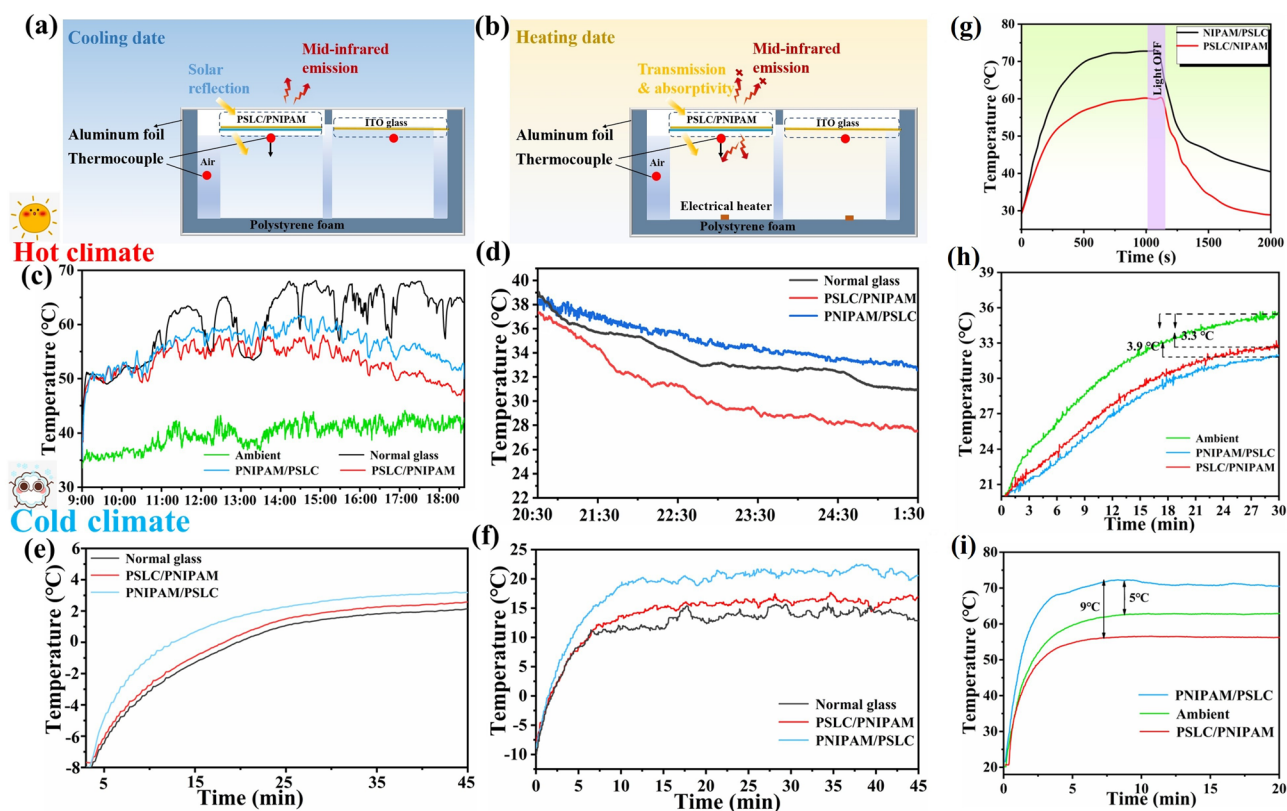 (a)
Cooling date
Solar
reflection
Mid-infrared
emission
PSLC/PNIPAM
ITO glass
Aluminum foil
Thermocouple
Air
Polystyrene foam
(b)
Heating date
Transmission
& absorptivity
Mid-infrared
emission
PSLC/PNIPAM
ITO glass
Aluminum foil
Thermocouple
Air
Electrical heater
Polystyrene foam
(g)
Temperature (℃)
80
70
60
50
40
30
NIPAM/PSLC
PSLC/NIPAM
Light OFF
0 500 1000 1500 2000
Time (s)
Hot climate
(c)
Temperature (℃)
70
60
50
40
30
Ambient
Normal glass
PNIPAM/PSLC
PSLC/PNIPAM
9:00 10:00 11:00 12:00 13:00 14:00 15:00 16:00 17:00 18:00
(d)
Temperature (℃)
40
38
36
34
32
30
28
26
24
22
Normal glass
PSLC/PNIPAM
PNIPAM/PSLC
20:30 21:30 22:30 23:30 24:30 1:30
(h)
Temperature (℃)
36
33
30
27
24
21
3.9 ℃
3.3 ℃
Ambient
PNIPAM/PSLC
PSLC/PNIPAM
0 3 6 9 12 15 18 21 24 27 30
Time (min)
Cold climate
(e)
Temperature (℃)
6
4
2
0
-2
-4
-6
-8
Normal glass
PSLC/PNIPAM
PNIPAM/PSLC
5 15 25 35 45
Time (min)
(f)
Temperature (℃)
25
20
15
10
5
0
-5
-10
Normal glass
PSLC/PNIPAM
PNIPAM/PSLC
0 5 10 15 20 25 30 35 40 45
Time (min)
(i)
Temperature (℃)
80
70
60
50
40
30
20
9℃
5℃
PNIPAM/PSLC
Ambient
PSLC/PNIPAM
0 5 10 15 20
Time (min)